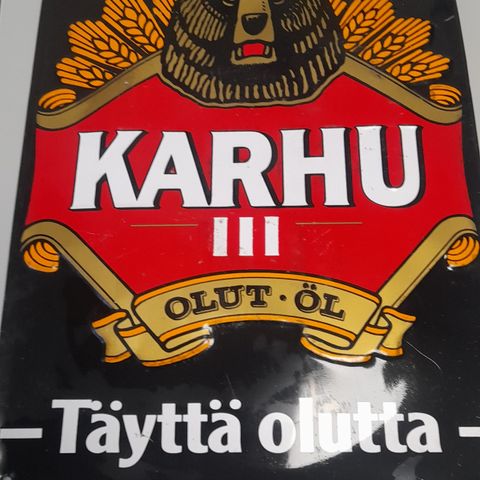 KARHU
III
OLUT · ÖL
– Täyttä olutta –